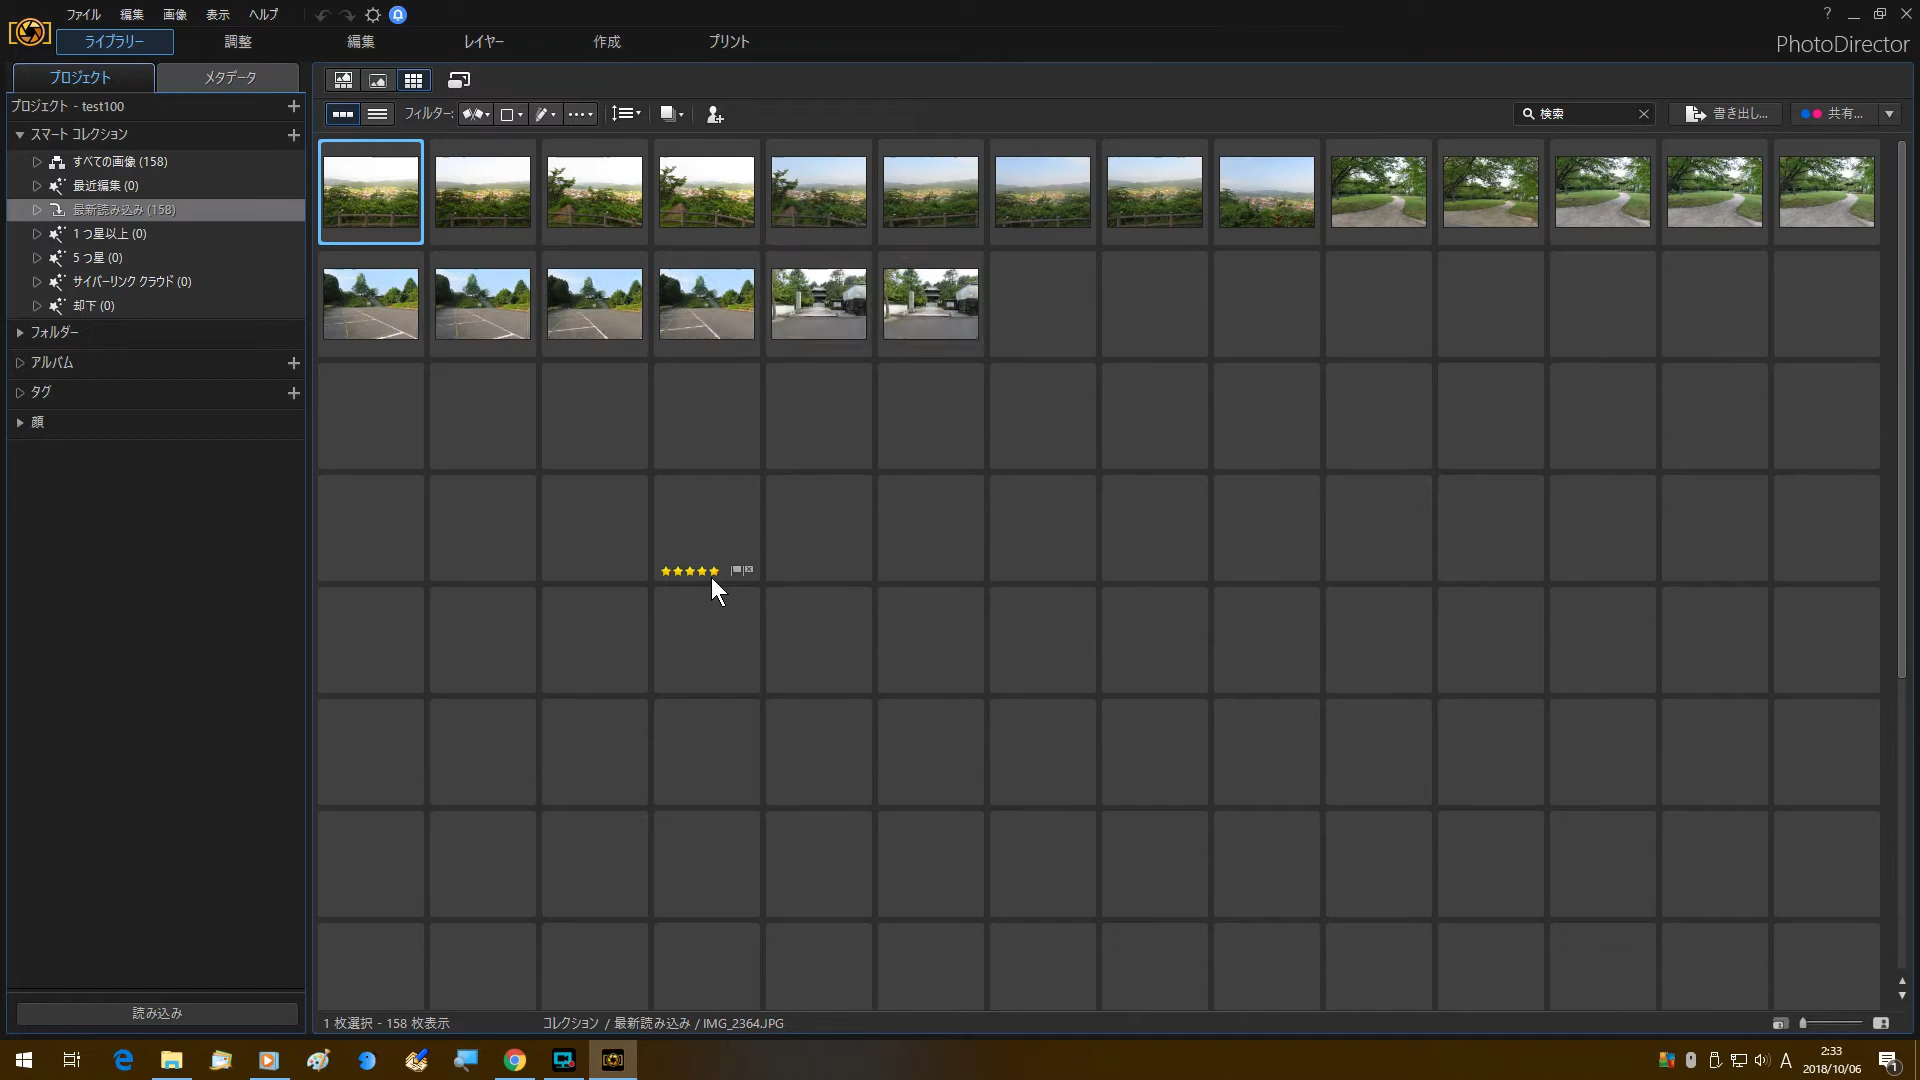 ファイル 編集 画像 表示 ヘルプ
ライブラリー 調整 編集 レイヤー 作成 プリント
PhotoDirector
プロジェクト メタデータ
プロジェクト - test100
スマート コレクション
すべての画像 (158)
最近編集 (0)
最新読み込み (158)
1 つ星以上 (0)
5 つ星 (0)
サイバーリンク クラウド (0)
却下 (0)
フォルダー
アルバム
タグ
顔
読み込み
フィルター:
検索
書き出し...
共有...
1 枚選択 - 158 枚表示
コレクション / 最新読み込み / IMG_2364.JPG
A
2:33
2018/10/06
1